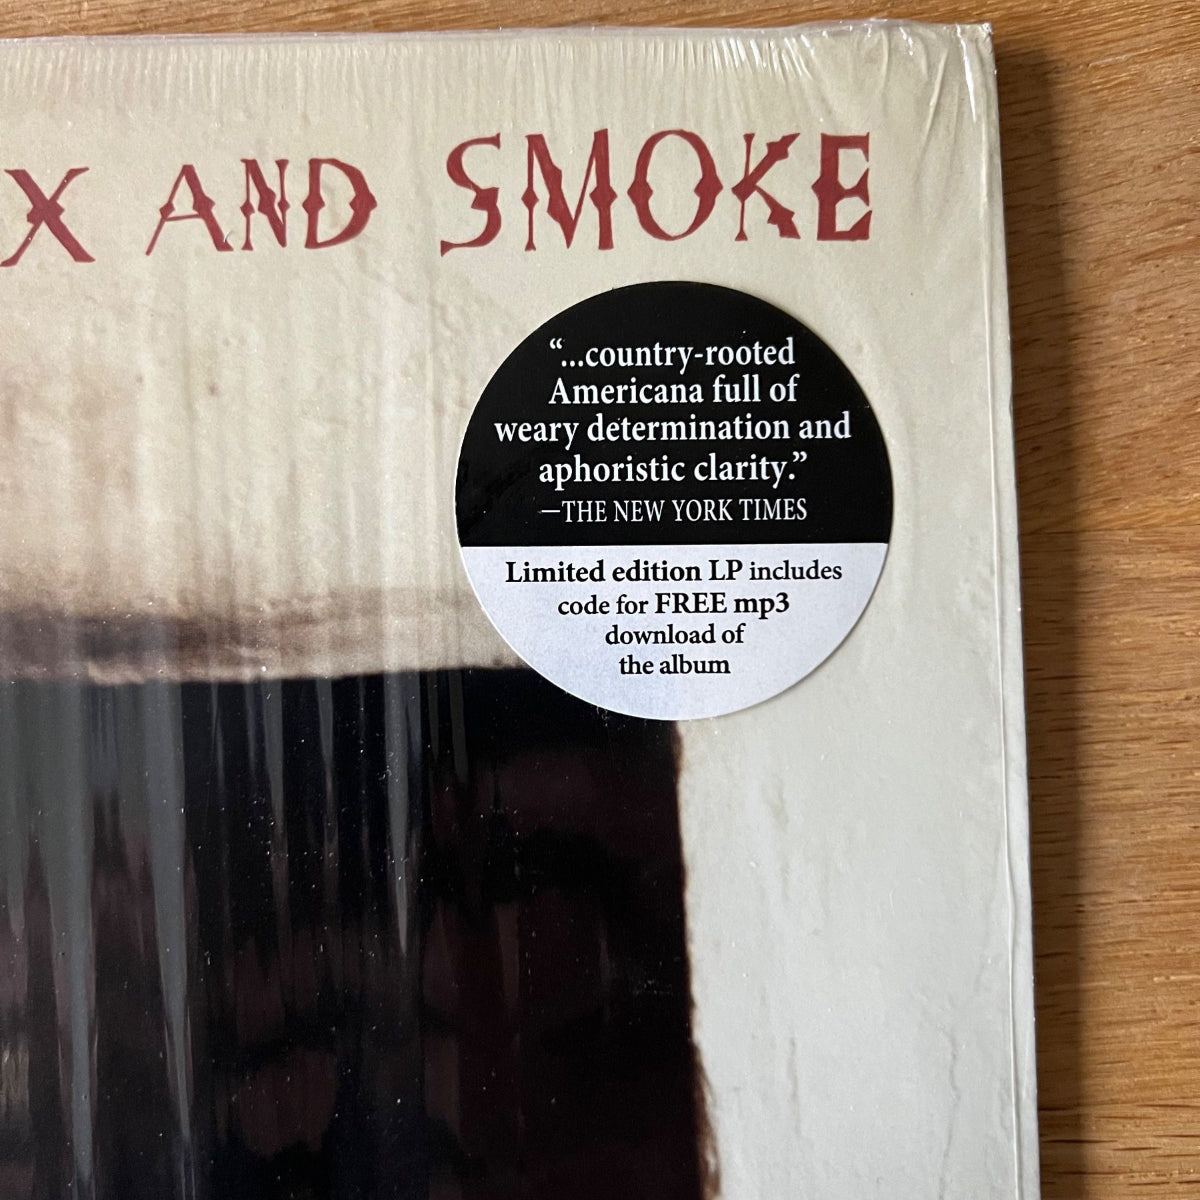 X AND SMOKE
“...country-rooted
Americana full of
weary determination and
aphoristic clarity.”
—THE NEW YORK TIMES
Limited edition LP includes
code for FREE mp3
download of
the album